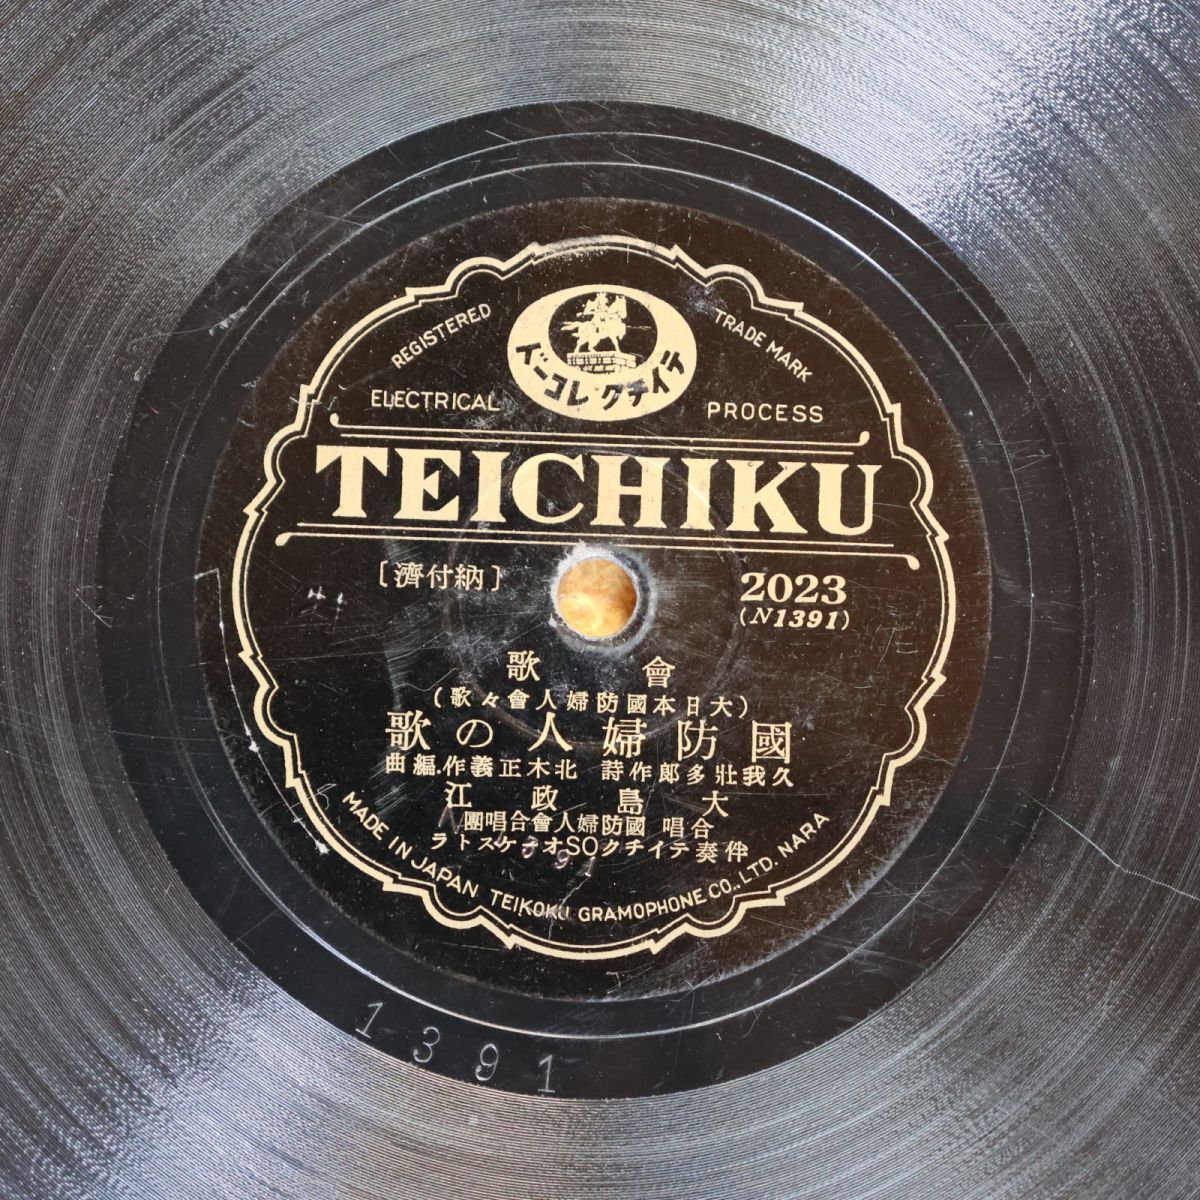 REGISTERED TRADE MARK
テイチク・レコード
ELECTRICAL PROCESS
TEICHIKU
[納付濟]
2023
(N1391)
會歌
(大日本國防婦人會々歌)
國防婦人の歌
久我壯多郎作詩 北木正義作.編曲
大島政江
合唱 國防婦人會合唱團
伴奏テイチクSOオーケストラ
MADE IN JAPAN TEIKOKU GRAMOPHONE CO., LTD. NARA
1391